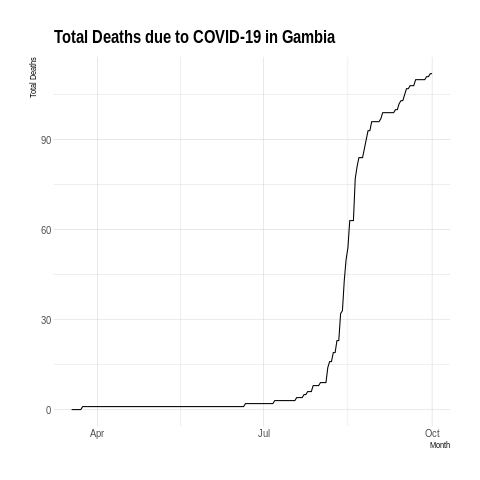 Total Deaths due to COVID-19 in Gambia
Total Deaths
90
60
30
0
Apr
Jul
Oct
Month